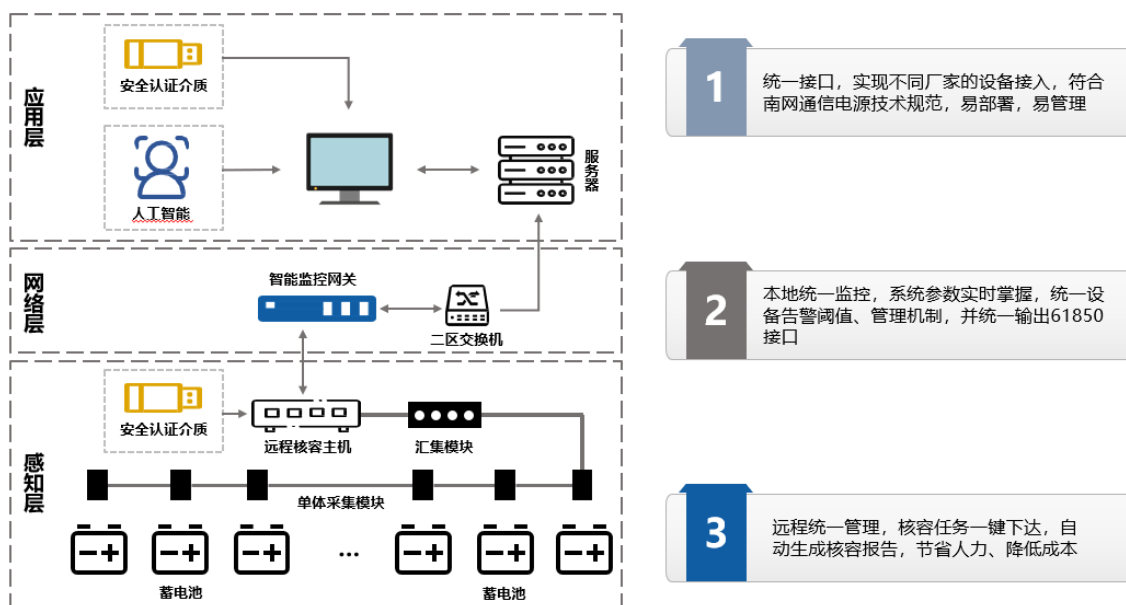 应用层
安全认证介质
人工智能
服务器
网络层
智能监控网关
二区交换机
感知层
安全认证介质
远程核容主机
汇集模块
单体采集模块
...
蓄电池
蓄电池
1
统一接口，实现不同厂家的设备接入，符合
南网通信电源技术规范，易部署，易管理
2
本地统一监控，系统参数实时掌握，统一设
备告警阈值、管理机制，并统一输出61850
接口
3
远程统一管理，核容任务一键下达，自
动生成核容报告，节省人力、降低成本